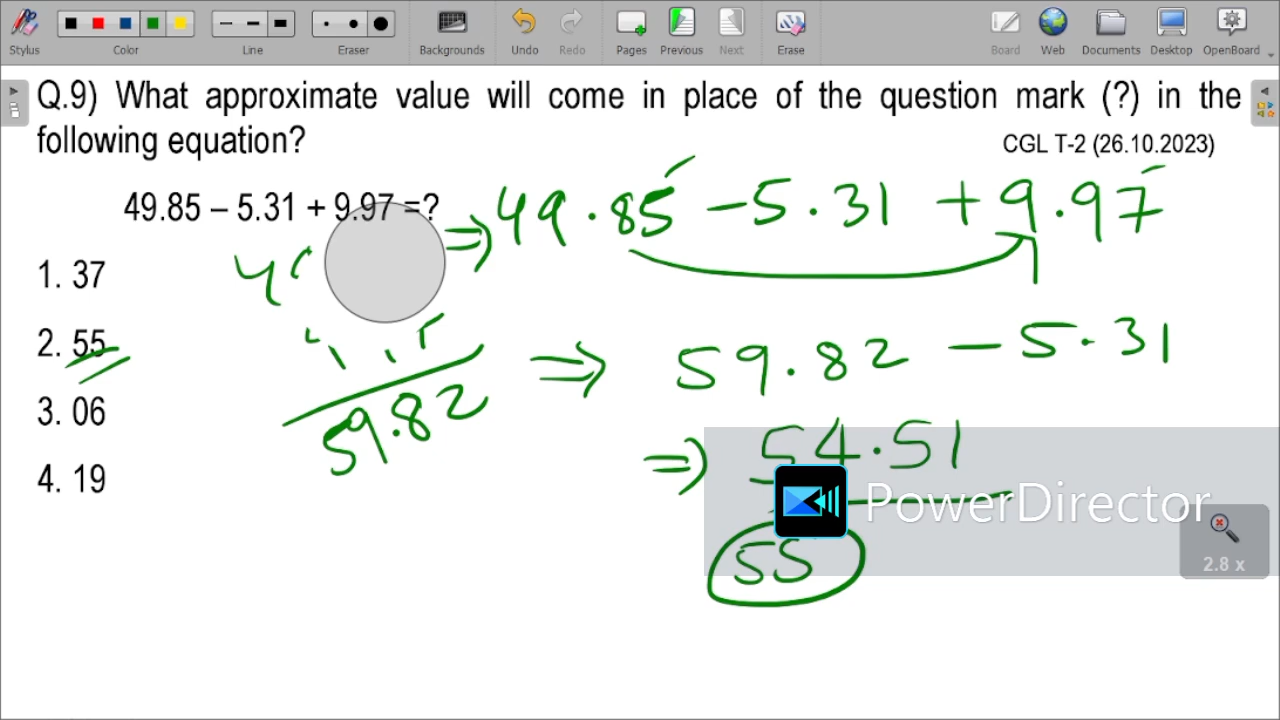 Stylus Color Line Eraser Backgrounds Undo Redo Pages Previous Next Erase Board Web Documents Desktop OpenBoard
Q.9) What approximate value will come in place of the question mark (?) in the
following equation?
CGL T-2 (26.10.2023)
49.85 – 5.31 + 9.97 =?
⇒ 49.85 - 5.31 + 9.97
1. 37
2. 55
3. 06
4. 19
59.82
⇒ 59.82 - 5.31
⇒ 54.51
PowerDirector
55
2.8 x